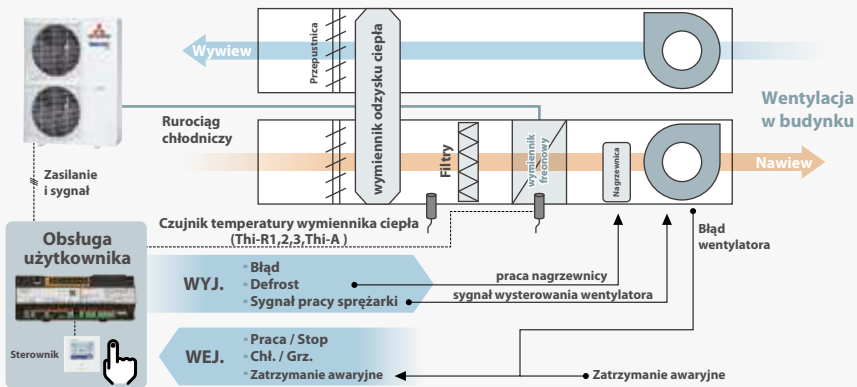 Wywiew
Przepustnica
wymiennik odzysku ciepła
Wentylacja
w budynku
Rurociąg
chłodniczy
Filtry
wymiennik
freonowy
Nagrzewnica
Nawiew
Zasilanie
i sygnał
Czujnik temperatury wymiennika ciepła
(Thi-R1,2,3,Thi-A )
Błąd
wentylatora
Obsługa
użytkownika
WYJ.
• Błąd
• Defrost
• Sygnał pracy sprężarki
praca nagrzewnicy
sygnał wysterowania wentylatora
Sterownik
WEJ.
• Praca / Stop
• Chł. / Grz.
• Zatrzymanie awaryjne
Zatrzymanie awaryjne